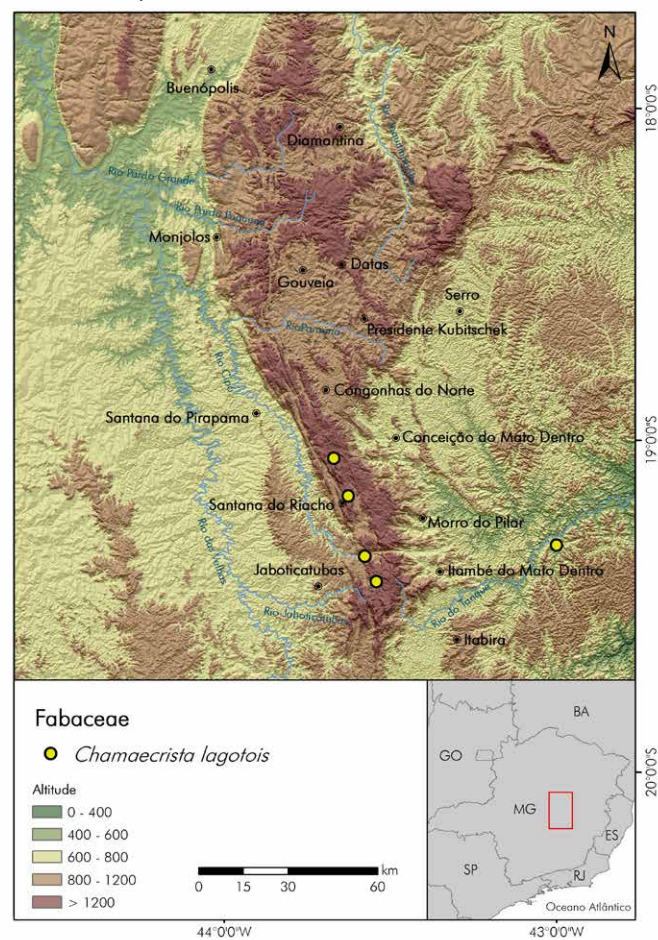 N
Buenópolis
18°0'0"S
Diamantina
Rio Pardo Grande
Rio Pardo Pequeno
Monjolos
Datas
Gouveia
Serro
Presidente Kubitschek
Rio Cipó
Congonhas do Norte
Santana do Pirapama
Conceição do Mato Dentro
19°0'0"S
Santana do Riacho
Morro do Pilar
Rio das Velhas
Jaboticatubas
Itambé do Mato Dentro
Rio Jaboticatubas
Rio do Tanque
Itabira
Fabaceae
Chamaecrista lagotois
Altitude
0 - 400
400 - 600
600 - 800
800 - 1200
> 1200
km
0 15 30 60
BA
GO
MG
ES
SP
RJ
Oceano Atlântico
20°0'0"S
44°0'0"W
43°0'0"W